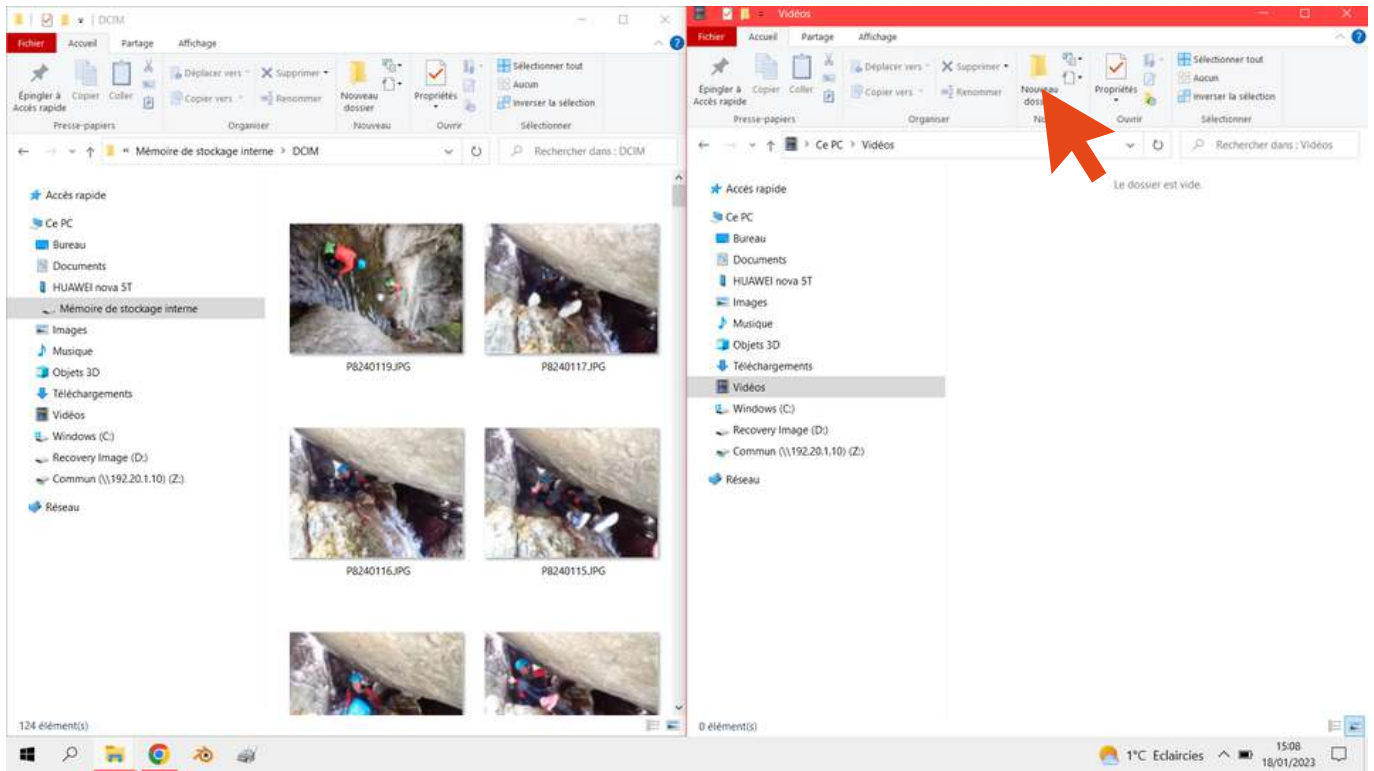 DCIM
Fichier Accueil Partage Affichage
Épingler à Accès rapide
Copier
Coller
Déplacer vers
Copier vers
Supprimer
Renommer
Nouveau dossier
Propriétés
Sélectionner tout
Aucun
Inverser la sélection
Presse-papiers Organiser Nouveau Ouvrir Sélectionner
« Mémoire de stockage interne > DCIM
Rechercher dans : DCIM
Accès rapide
Ce PC
Bureau
Documents
HUAWEI nova 5T
Mémoire de stockage interne
Images
Musique
Objets 3D
Téléchargements
Vidéos
Windows (C:)
Recovery Image (D:)
Commun (\\192.20.1.10) (Z:)
Réseau
P8240119.JPG P8240117.JPG
P8240116.JPG P8240115.JPG
124 élément(s)
Vidéos
Fichier Accueil Partage Affichage
Épingler à Accès rapide
Copier
Coller
Déplacer vers
Copier vers
Supprimer
Renommer
Nouveau
Propriétés
Sélectionner tout
Aucun
Inverser la sélection
Presse-papiers Organiser Ouvrir Sélectionner
> Ce PC > Vidéos
Rechercher dans : Vidéos
Accès rapide
Ce PC
Bureau
Documents
HUAWEI nova 5T
Images
Musique
Objets 3D
Téléchargements
Vidéos
Windows (C:)
Recovery Image (D:)
Commun (\\192.20.1.10) (Z:)
Réseau
Le dossier est vide.
0 élément(s)
1°C Eclaircies
15:08
18/01/2023